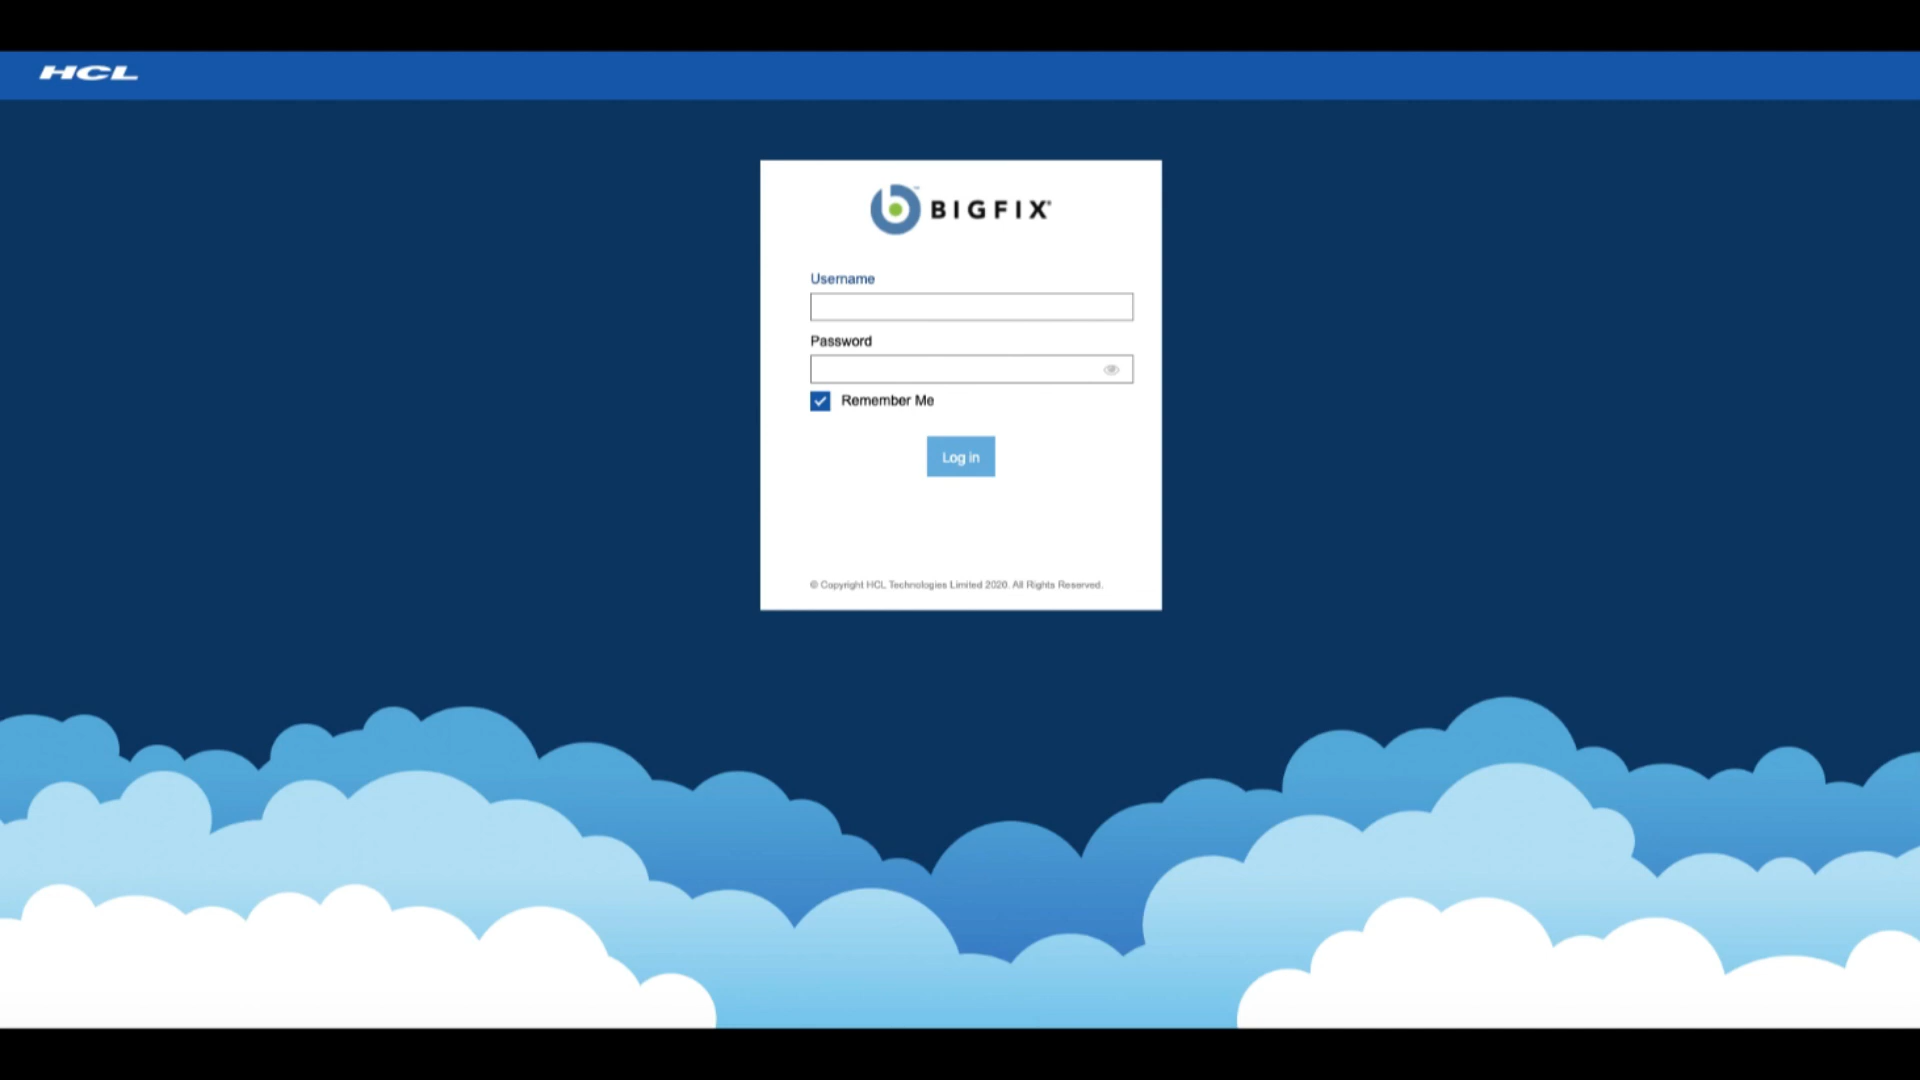 HCL
BIGFIX®
Username
Password
Remember Me
Log in
© Copyright HCL Technologies Limited 2020. All Rights Reserved.